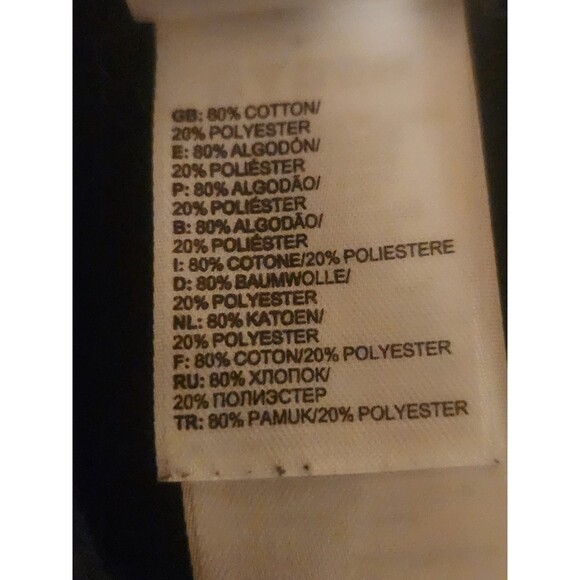 GB: 80% COTTON/
20% POLYESTER
E: 80% ALGODÓN/
20% POLIÉSTER
P: 80% ALGODÃO/
20% POLIÉSTER
B: 80% ALGODÃO/
20% POLIÉSTER
I: 80% COTONE/20% POLIESTERE
D: 80% BAUMWOLLE/
20% POLYESTER
NL: 80% KATOEN/
20% POLYESTER
F: 80% COTON/20% POLYESTER
RU: 80% ХЛОПОК/
20% ПОЛИЭСТЕР
TR: 80% PAMUK/20% POLYESTER